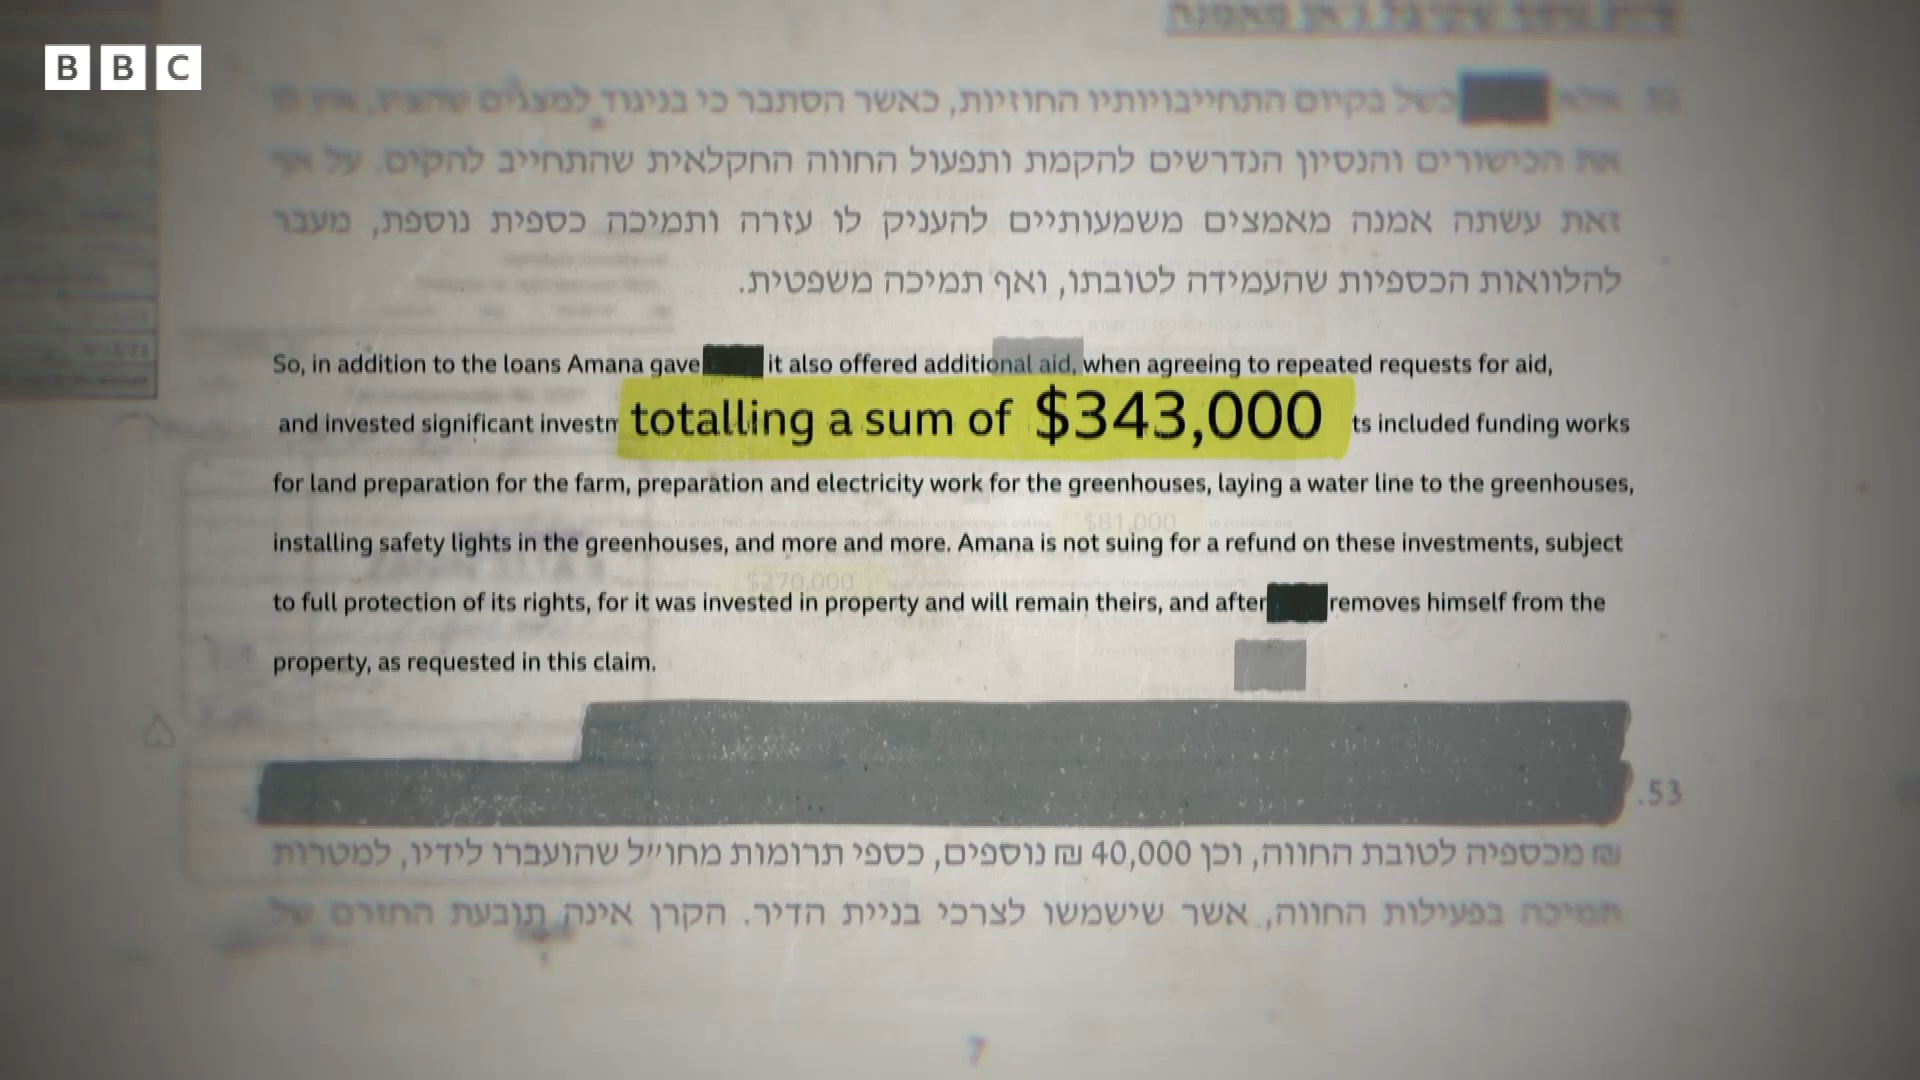 BBC
כשל בקיום התחייבויותיו החוזיות, כאשר הסתבר כי בניגוד למצגים שהציג, אין לו
את הכישורים והנסיון הנדרשים להקמת ותפעול החווה החקלאית שהתחייב להקים. על אף
זאת עשתה אמנה מאמצים משמעותיים להעניק לו עזרה ותמיכה כספית נוספת, מעבר
להלוואות הכספיות שהעמידה לטובתו, ואף תמיכה משפטית.
So, in addition to the loans Amana gave it also offered additional aid, when agreeing to repeated requests for aid,
and invested significant investm totalling a sum of $343,000 ts included funding works
for land preparation for the farm, preparation and electricity work for the greenhouses, laying a water line to the greenhouses,
$81,000
installing safety lights in the greenhouses, and more and more. Amana is not suing for a refund on these investments, subject
$270,000
to full protection of its rights, for it was invested in property and will remain theirs, and after removes himself from the
property, as requested in this claim.
.53
₪ מכספיה לטובת החווה, וכן 40,000 ₪ נוספים, כספי תרומות מחו״ל שהועברו לידיו, למטרות
תמיכה בפעילות החווה, אשר שישמשו לצרכי בניית הדיר. הקרן אינה תובעת החזרם של
7